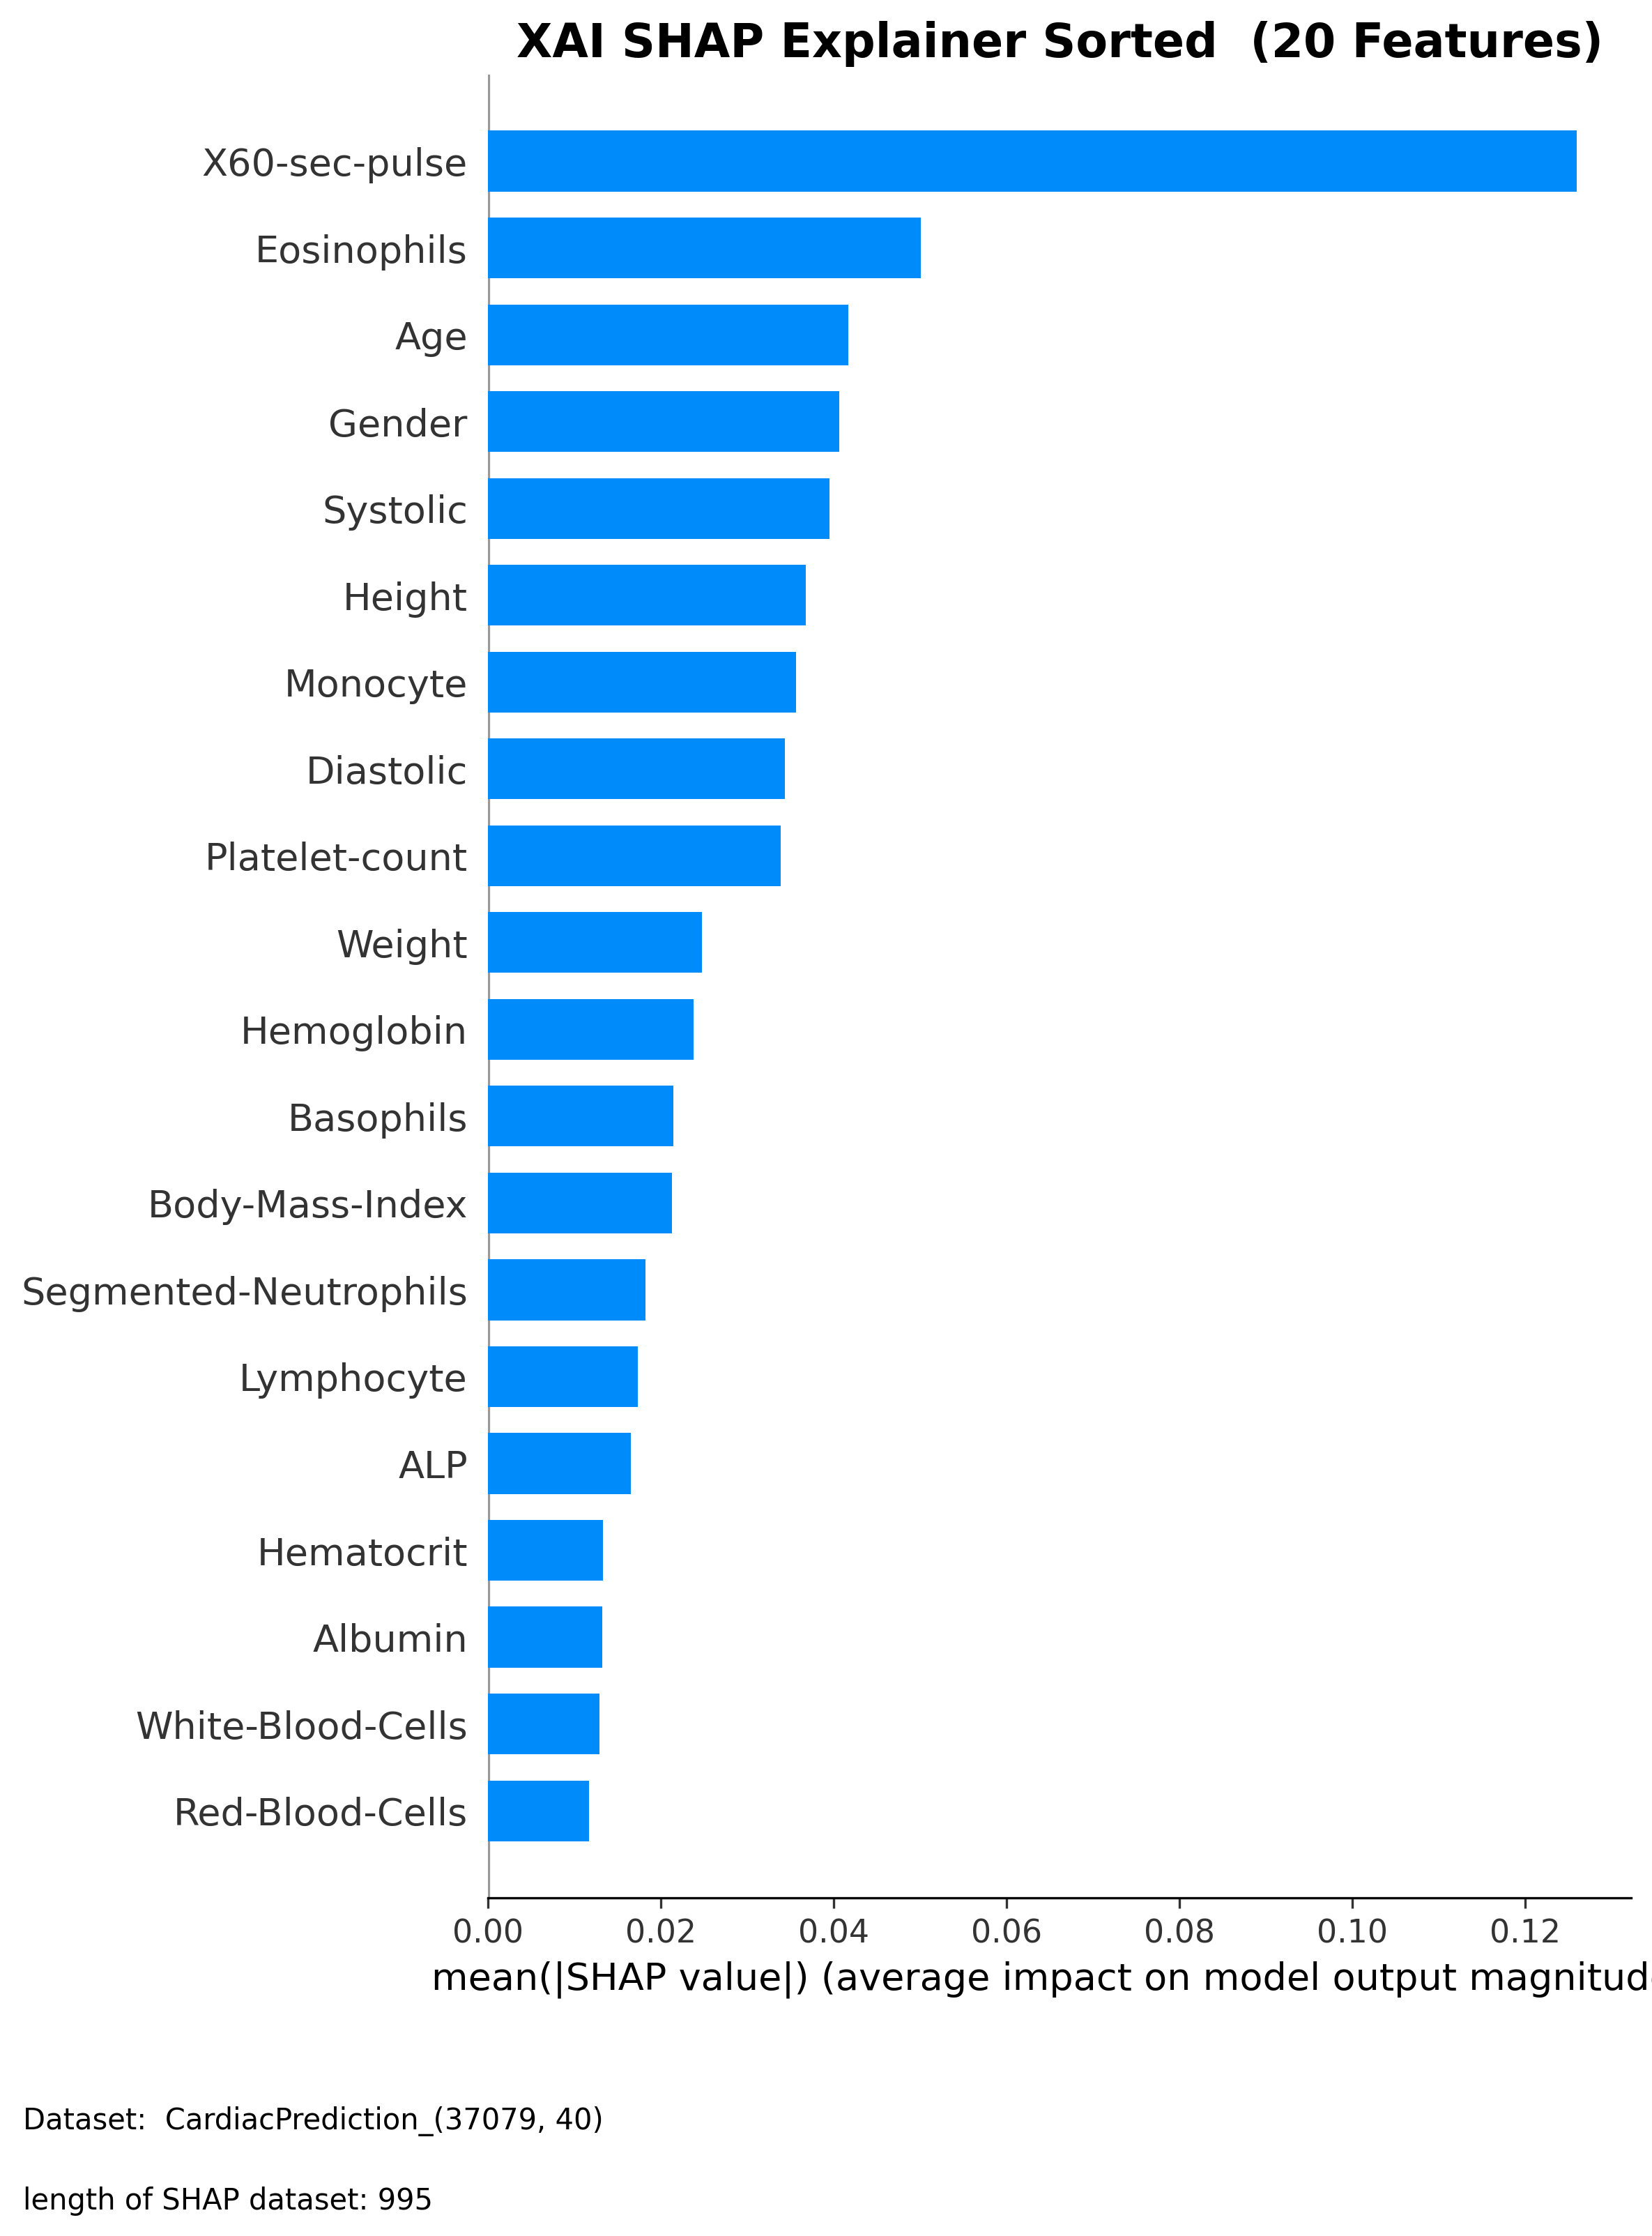 XAI SHAP Explainer Sorted  (20 Features)
X60-sec-pulse
Eosinophils
Age
Gender
Systolic
Height
Monocyte
Diastolic
Platelet-count
Weight
Hemoglobin
Basophils
Body-Mass-Index
Segmented-Neutrophils
Lymphocyte
ALP
Hematocrit
Albumin
White-Blood-Cells
Red-Blood-Cells
0.00 0.02 0.04 0.06 0.08 0.10 0.12
mean(|SHAP value|) (average impact on model output magnitud
Dataset:  CardiacPrediction_(37079, 40)
length of SHAP dataset: 995